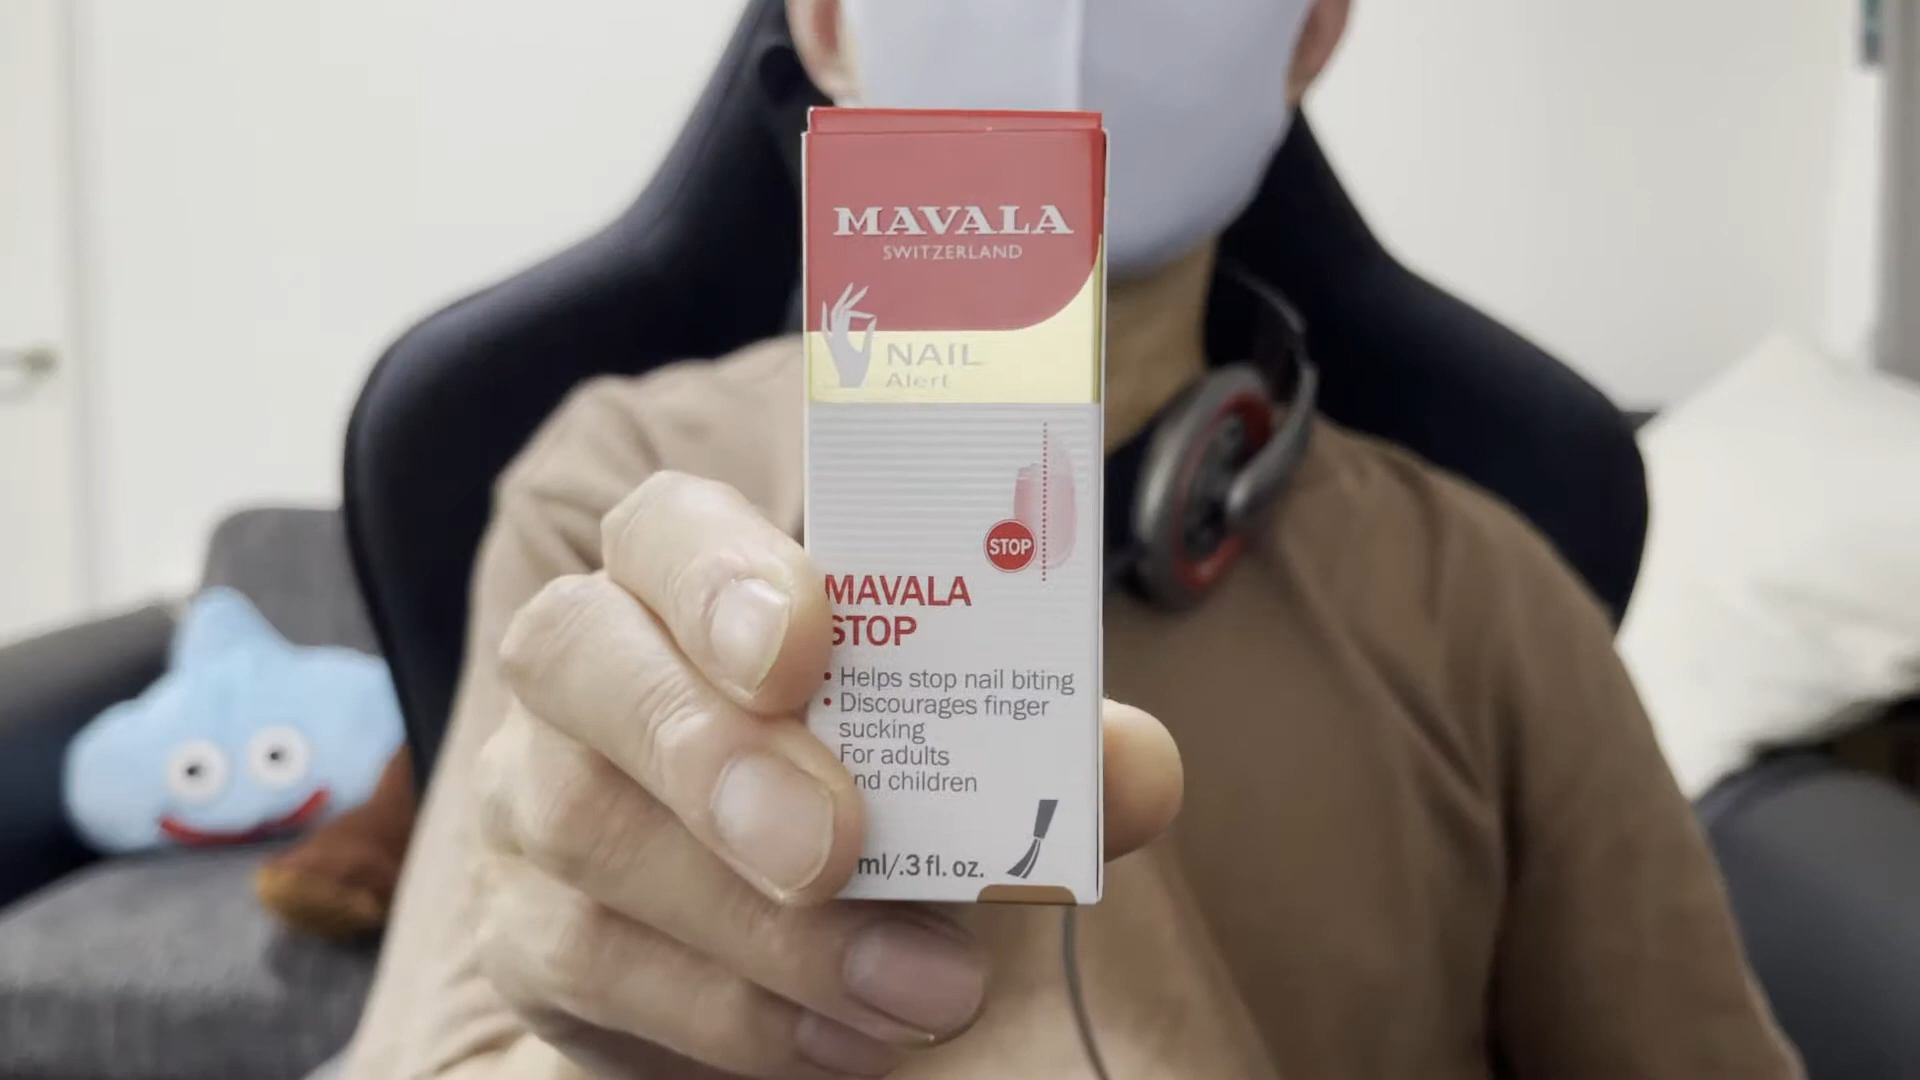 MAVALA
SWITZERLAND
NAIL
Alert
STOP
MAVALA
STOP
• Helps stop nail biting
• Discourages finger
sucking
For adults
nd children
ml/.3 fl. oz.